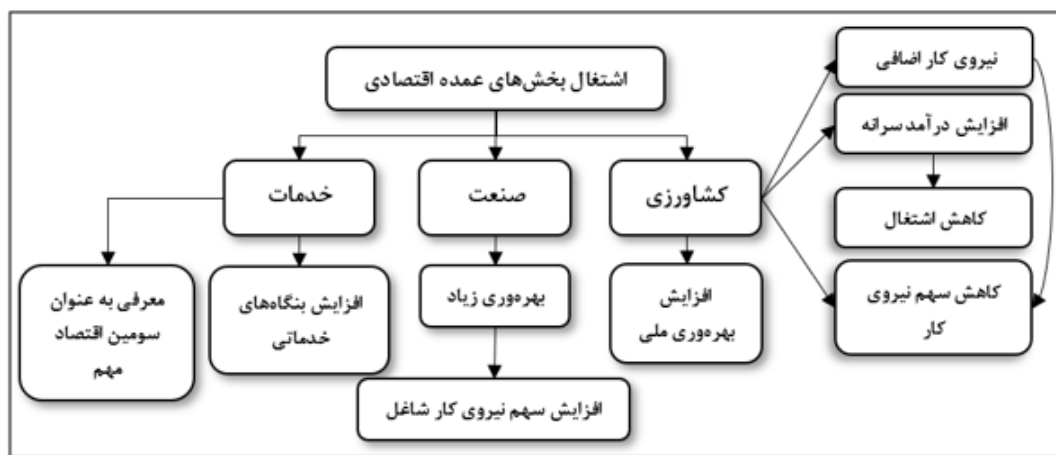 اشتغال بخش‌های عمده اقتصادی
نیروی کار اضافی
افزایش درآمد سرانه
کاهش اشتغال
کاهش سهم نیروی
کار
کشاورزی
صنعت
خدمات
افزایش
بهره‌وری ملی
بهره‌وری زیاد
افزایش سهم نیروی کار شاغل
افزایش بنگاه‌های
خدماتی
معرفی به عنوان
سومین اقتصاد
مهم